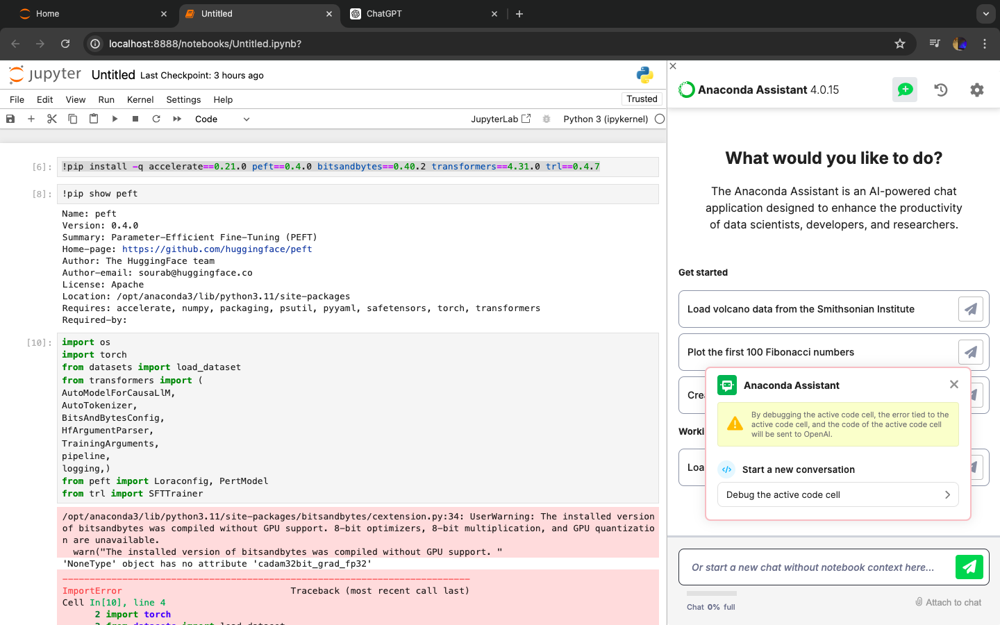 Home
Untitled
ChatGPT
localhost:8888/notebooks/Untitled.ipynb?
jupyter Untitled Last Checkpoint: 3 hours ago
File Edit View Run Kernel Settings Help
Trusted
Code
JupyterLab
Python 3 (ipykernel)
[6]: !pip install -q accelerate==0.21.0 peft==0.4.0 bitsandbytes==0.40.2 transformers==4.31.0 trl==0.4.7
[8]: !pip show peft
Name: peft
Version: 0.4.0
Summary: Parameter-Efficient Fine-Tuning (PEFT)
Home-page: https://github.com/huggingface/peft
Author: The HuggingFace team
Author-email: sourab@huggingface.co
License: Apache
Location: /opt/anaconda3/lib/python3.11/site-packages
Requires: accelerate, numpy, packaging, psutil, pyyaml, safetensors, torch, transformers
Required-by:
[10]: import os
import torch
from datasets import load_dataset
from transformers import (
AutoModelForCausaLlM,
AutoTokenizer,
BitsAndBytesConfig,
HfArgumentParser,
TrainingArguments,
pipeline,
logging,)
from peft import Loraconfig, PertModel
from trl import SFTTrainer
/opt/anaconda3/lib/python3.11/site-packages/bitsandbytes/cextension.py:34: UserWarning: The installed version
of bitsandbytes was compiled without GPU support. 8-bit optimizers, 8-bit multiplication, and GPU quantizatio
n are unavailable.
warn("The installed version of bitsandbytes was compiled without GPU support. "
'NoneType' object has no attribute 'cadam32bit_grad_fp32'
---------------------------------------------------------------------------
ImportError Traceback (most recent call last)
Cell In[10], line 4
2 import torch
3 from datasets import load_dataset
Anaconda Assistant 4.0.15
What would you like to do?
The Anaconda Assistant is an AI-powered chat
application designed to enhance the productivity
of data scientists, developers, and researchers.
Get started
Load volcano data from the Smithsonian Institute
Plot the first 100 Fibonacci numbers
Crea
Worki
Loa
Anaconda Assistant
By debugging the active code cell, the error tied to the
active code cell, and the code of the active code cell
will be sent to OpenAI.
Start a new conversation
Debug the active code cell
Or start a new chat without notebook context here...
Chat 0% full
Attach to chat